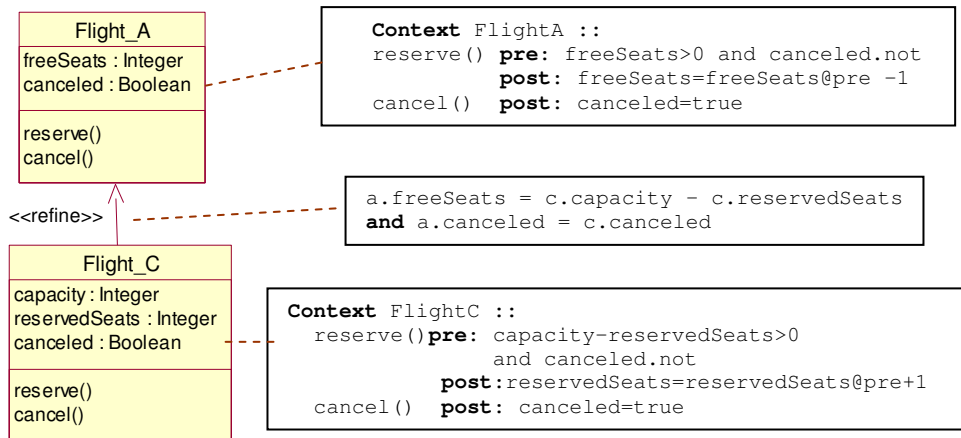 Flight_A
freeSeats : Integer
canceled : Boolean
reserve()
cancel()
Context FlightA ::
reserve() pre: freeSeats>0 and canceled.not
post: freeSeats=freeSeats@pre -1
cancel() post: canceled=true
<<refine>>
a.freeSeats = c.capacity - c.reservedSeats
and a.canceled = c.canceled
Flight_C
capacity : Integer
reservedSeats : Integer
canceled : Boolean
reserve()
cancel()
Context FlightC ::
reserve()pre: capacity-reservedSeats>0
and canceled.not
post:reservedSeats=reservedSeats@pre+1
cancel() post: canceled=true